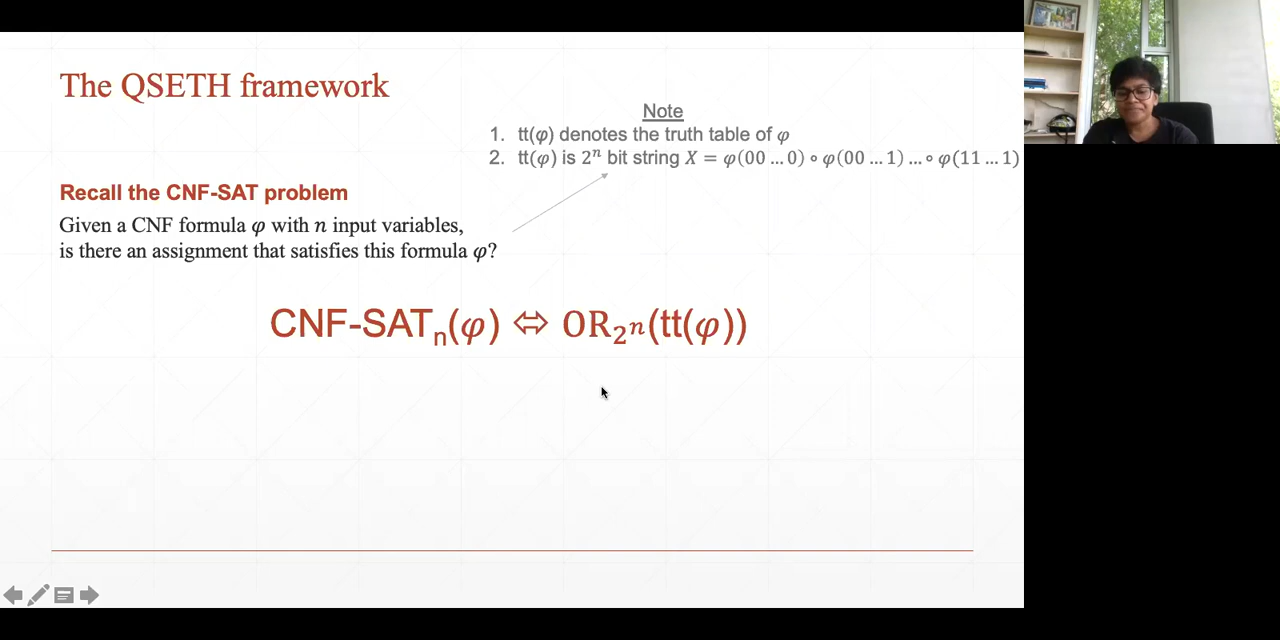 The QSETH framework
Note
1. tt(φ) denotes the truth table of φ
2. tt(φ) is 2ⁿ bit string X = φ(00 … 0) ∘ φ(00 … 1) … ∘ φ(11 … 1)
Recall the CNF-SAT problem
Given a CNF formula φ with n input variables,
is there an assignment that satisfies this formula φ?
CNF-SATₙ(φ) ⇔ OR₂ⁿ(tt(φ))